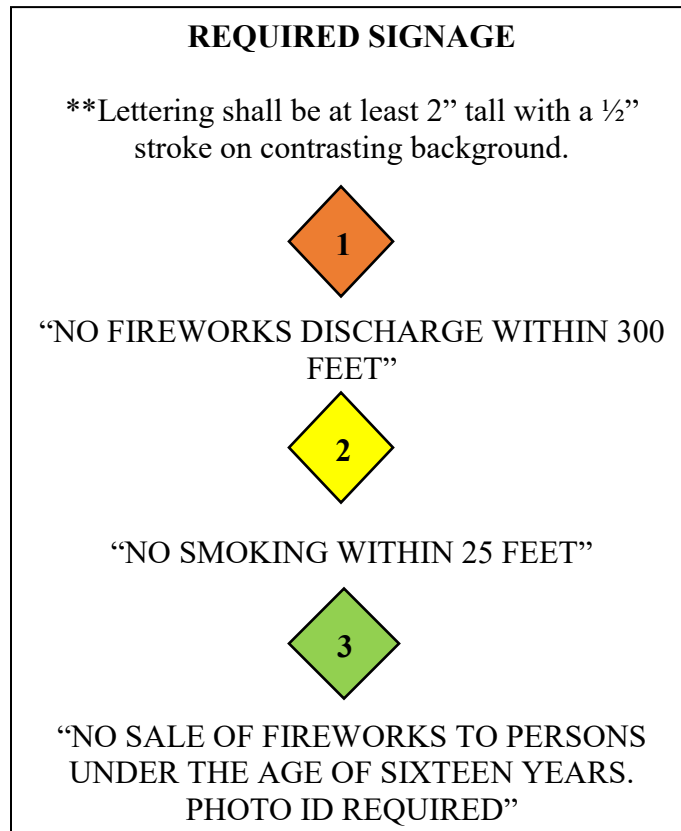 REQUIRED SIGNAGE
**Lettering shall be at least 2” tall with a ½”
stroke on contrasting background.
1
“NO FIREWORKS DISCHARGE WITHIN 300
FEET”
2
“NO SMOKING WITHIN 25 FEET”
3
“NO SALE OF FIREWORKS TO PERSONS
UNDER THE AGE OF SIXTEEN YEARS.
PHOTO ID REQUIRED”